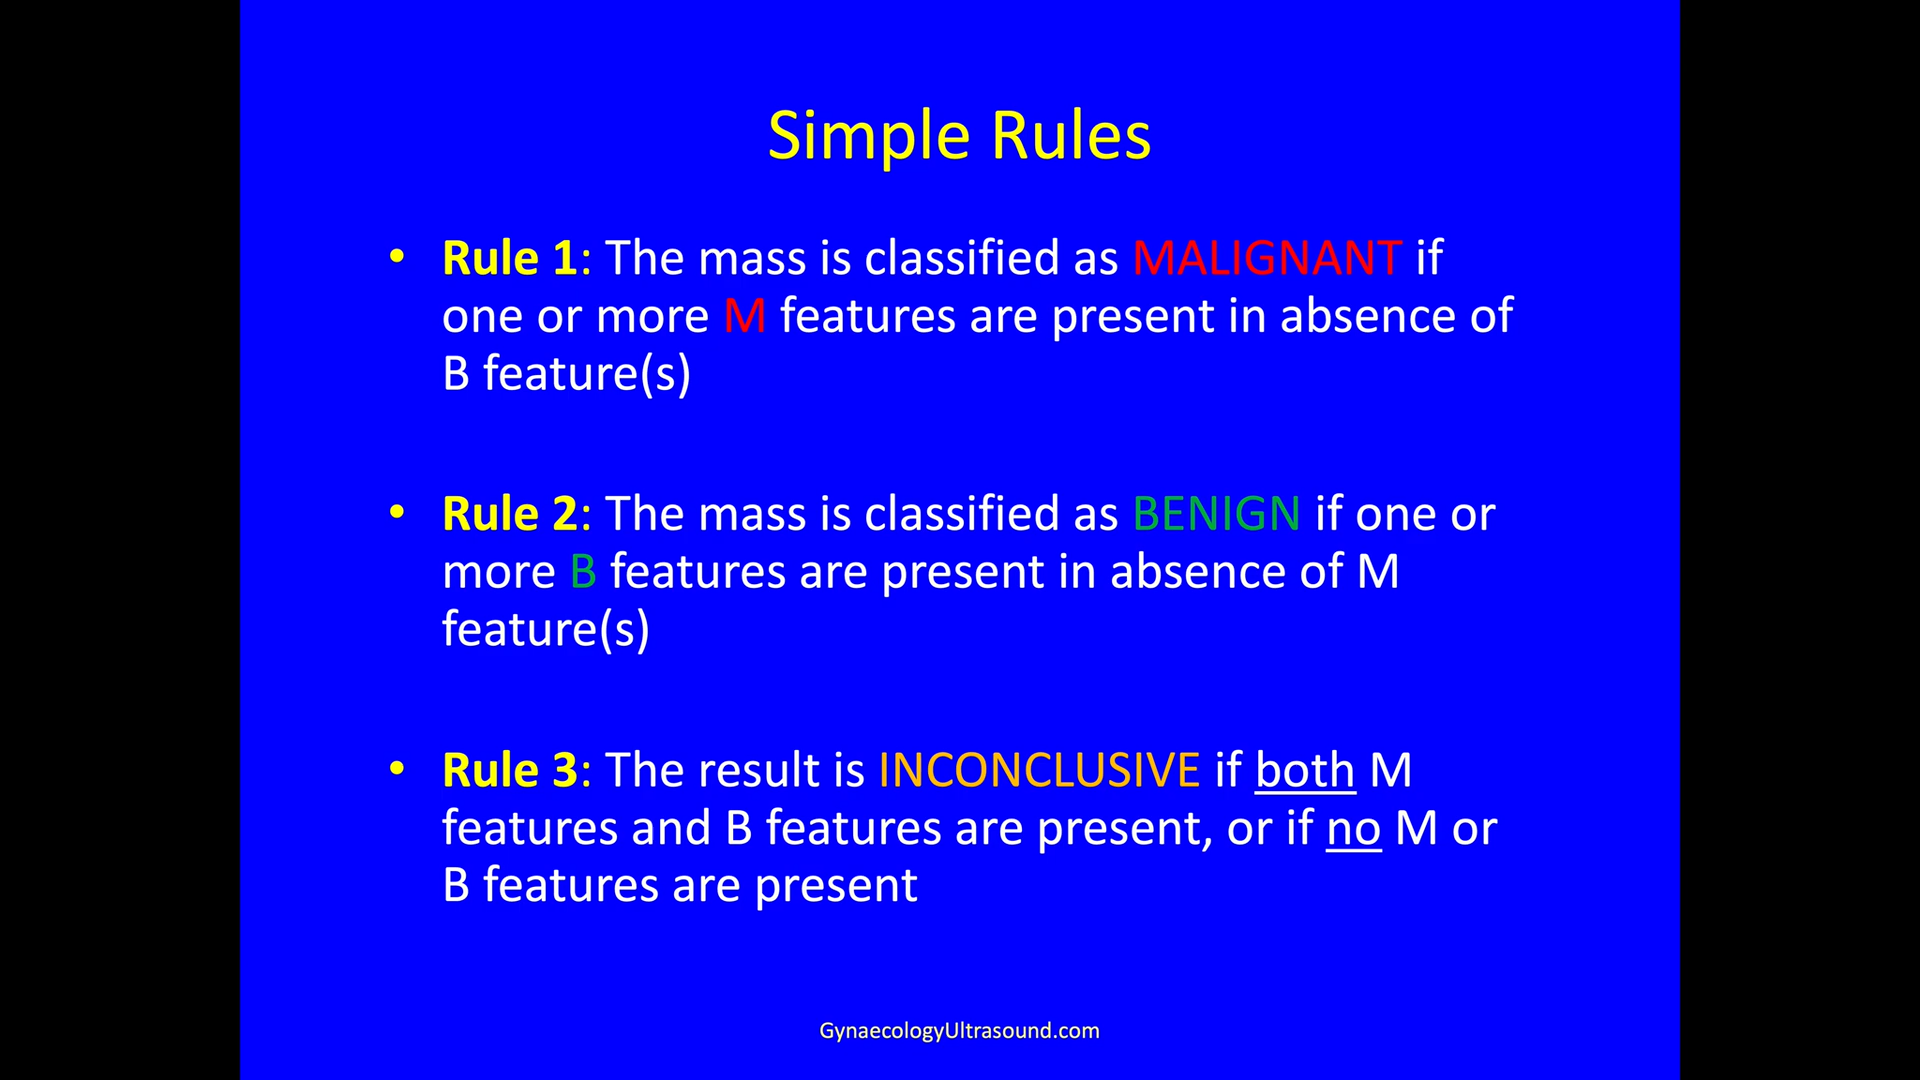 Simple Rules
• Rule 1: The mass is classified as MALIGNANT if
one or more M features are present in absence of
B feature(s)
• Rule 2: The mass is classified as BENIGN if one or
more B features are present in absence of M
feature(s)
• Rule 3: The result is INCONCLUSIVE if both M
features and B features are present, or if no M or
B features are present
GynaecologyUltrasound.com